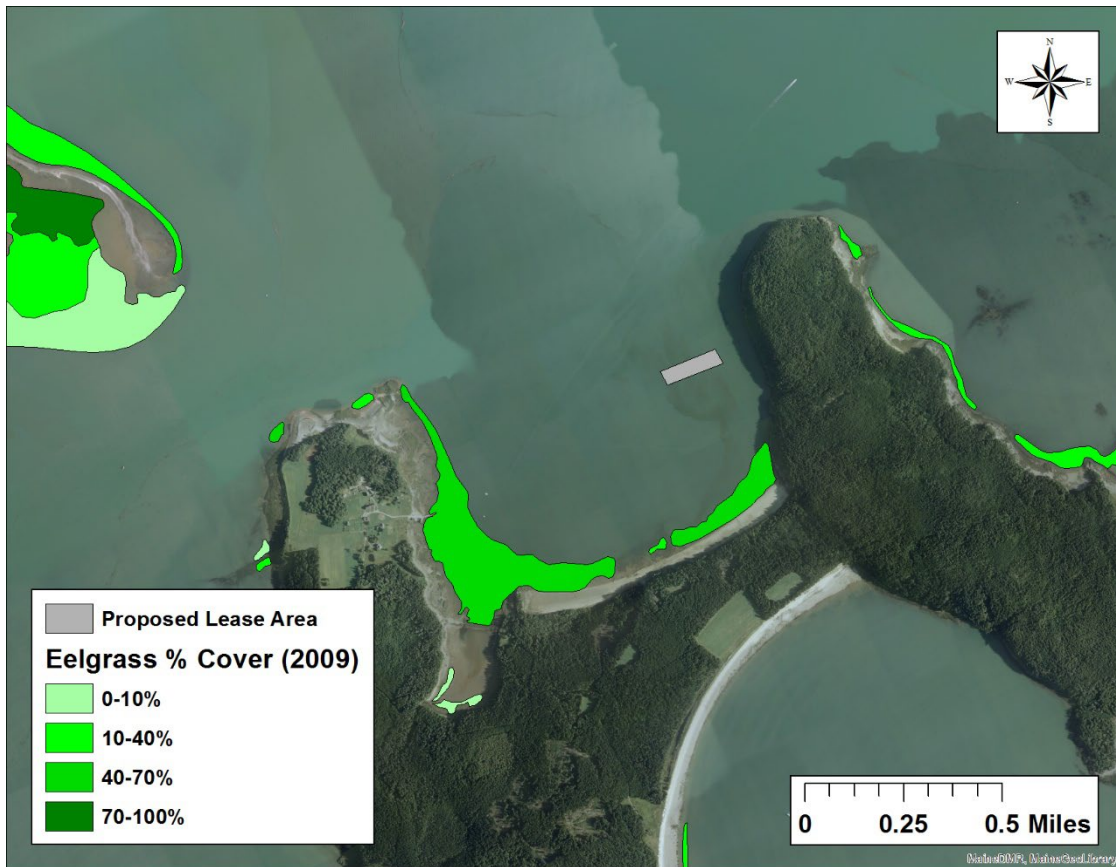 N
W E
S
Proposed Lease Area
Eelgrass % Cover (2009)
0-10%
10-40%
40-70%
70-100%
0 0.25 0.5 Miles
MaineDMR, MaineGeoLibrary